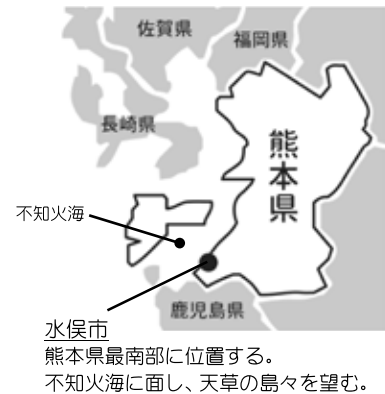 佐賀県
福岡県
長崎県
熊本県
不知火海
鹿児島県
水俣市
熊本県最南部に位置する。
不知火海に面し、天草の島々を望む。